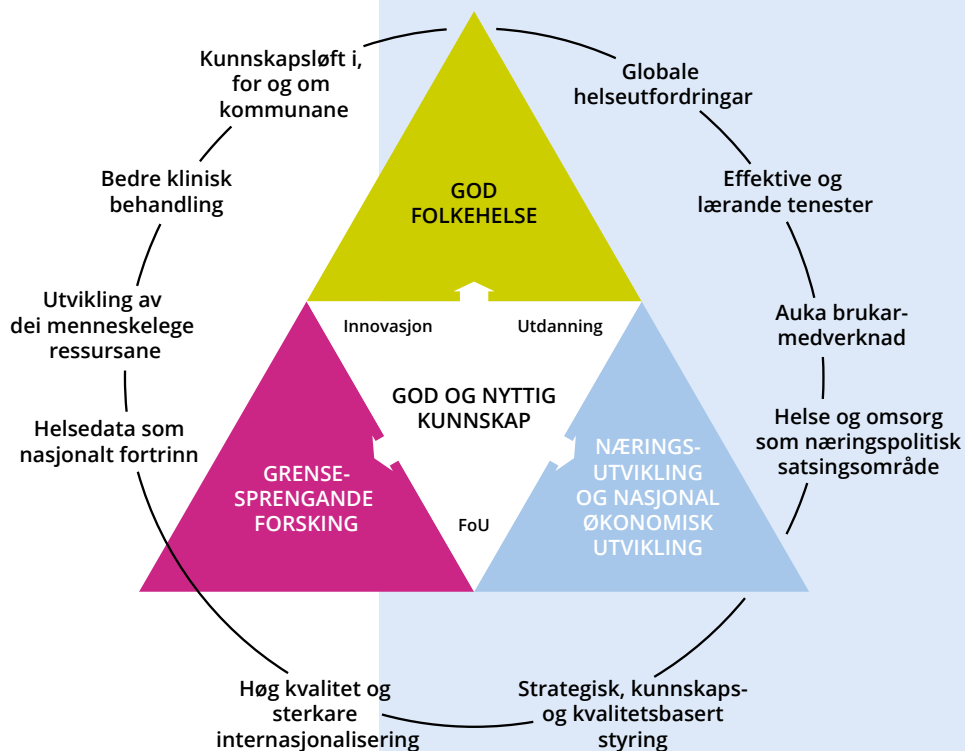 Kunnskapsløft i,
for og om
kommunane
Globale
helseutfordringar
Bedre klinisk
behandling
Effektive og
lærande tenester
GOD
FOLKEHELSE
Utvikling av
dei menneskelege
ressursane
Auka brukar-
medverknad
Innovasjon
Utdanning
GOD OG NYTTIG
KUNNSKAP
Helsedata som
nasjonalt fortrinn
Helse og omsorg
som næringspolitisk
satsingsområde
GRENSE-
SPRENGANDE
FORSKING
NÆRINGS-
UTVIKLING
OG NASJONAL
ØKONOMISK
UTVIKLING
FoU
Høg kvalitet og
sterkare
internasjonalisering
Strategisk, kunnskaps-
og kvalitetsbasert
styring